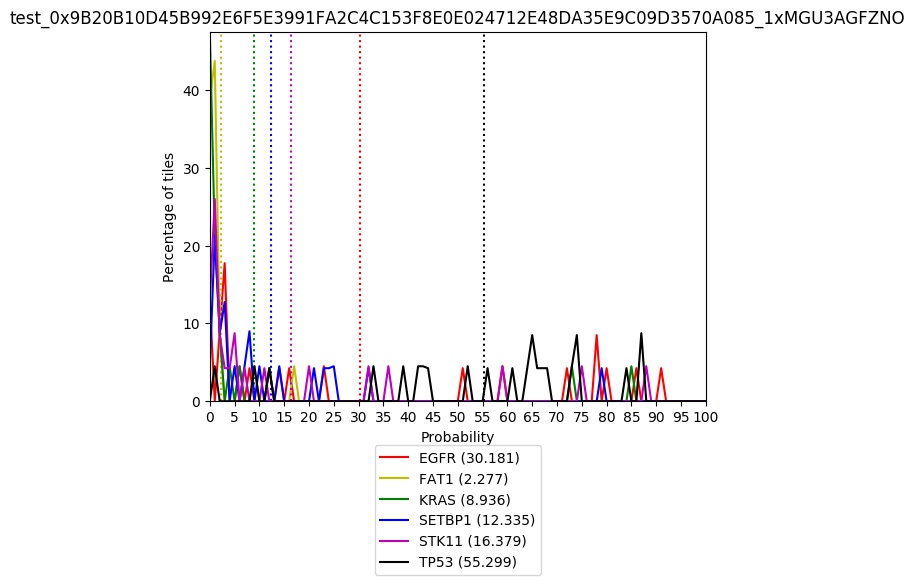 test_0x9B20B10D45B992E6F5E3991FA2C4C153F8E0E024712E48DA35E9C09D3570A085_1xMGU3AGFZNO
Percentage of tiles
40
30
20
10
0
0 5 10 15 20 25 30 35 40 45 50 55 60 65 70 75 80 85 90 95 100
Probability
EGFR (30.181)
FAT1 (2.277)
KRAS (8.936)
SETBP1 (12.335)
STK11 (16.379)
TP53 (55.299)